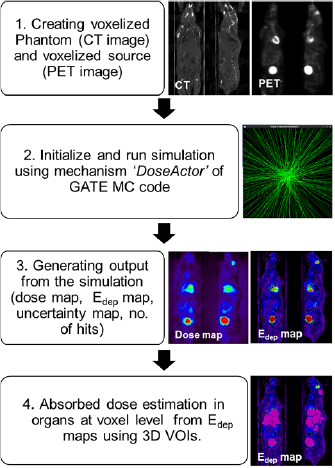 1. Creating voxelized
Phantom (CT image)
and voxelized source
(PET image)
CT
PET
2. Initialize and run simulation
using mechanism ‘DoseActor’ of
GATE MC code
3. Generating output
from the simulation
(dose map, Edep map,
uncertainty map, no.
of hits)
Dose map
Edep map
4. Absorbed dose estimation in
organs at voxel level from Edep
maps using 3D VOIs.
Edep map